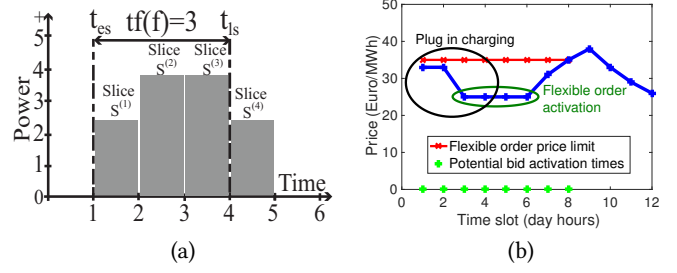 t_es tf(f)=3 t_ls
Power
+
5
4
3
2
1
0
Slice
S^(1)
Slice
S^(2)
Slice
S^(3)
Slice
S^(4)
Time
1 2 3 4 5 6
(a)
Price (Euro/MWh)
50
40
30
20
10
0
Plug in charging
Flexible order
activation
Flexible order price limit
Potential bid activation times
0 2 4 6 8 10 12
Time slot (day hours)
(b)